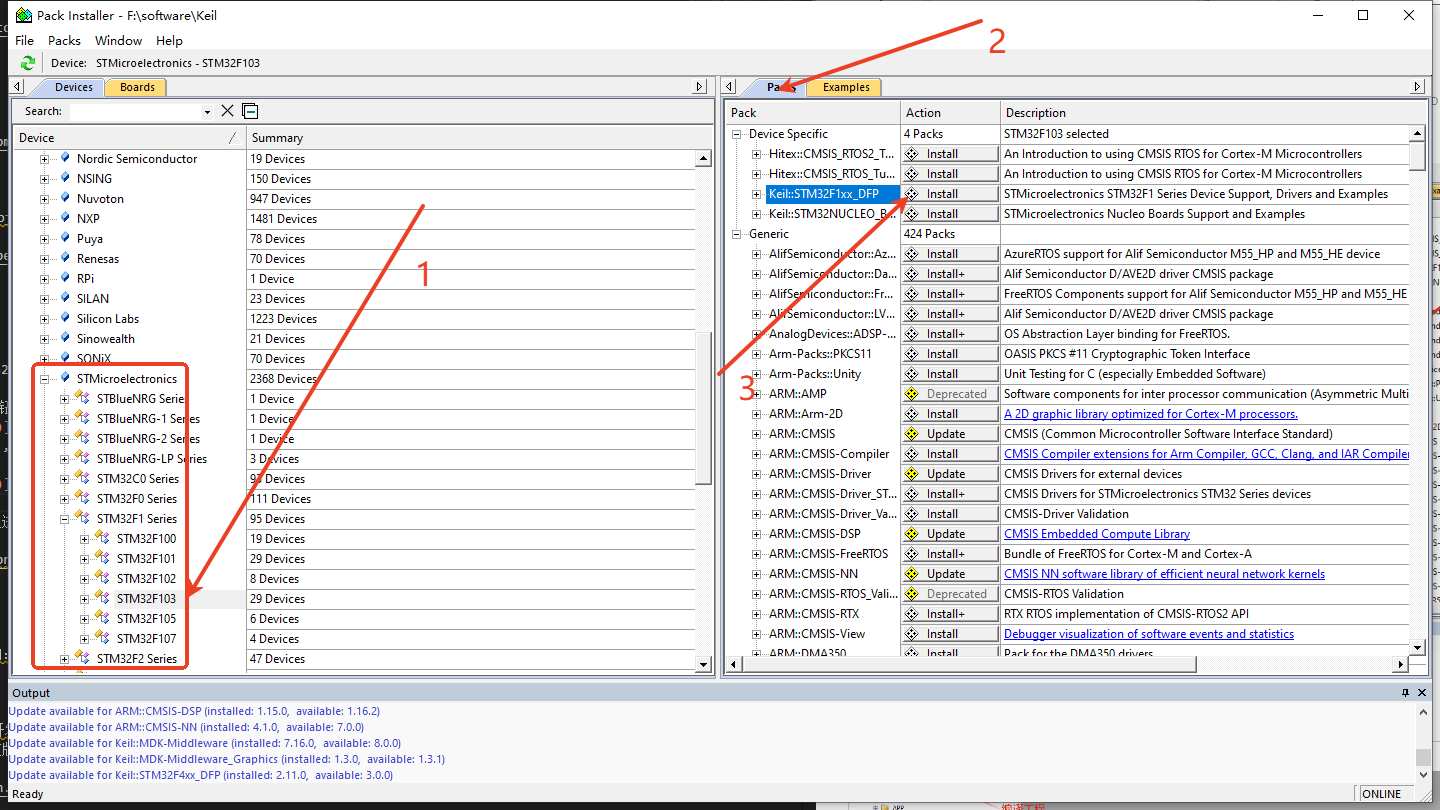 Pack Installer - F:\software\Keil
File Packs Window Help
Device: STMicroelectronics - STM32F103
Devices Boards
Search:
Device Summary
Nordic Semiconductor 19 Devices
NSING 150 Devices
Nuvoton 947 Devices
NXP 1481 Devices
Puya 78 Devices
Renesas 70 Devices
RPi 1 Device
SILAN 23 Devices
Silicon Labs 1223 Devices
Sinowealth 21 Devices
SONiX 70 Devices
STMicroelectronics 2368 Devices
STBlueNRG Series 1 Device
STBlueNRG-1 Series 1 Device
STBlueNRG-2 Series 1 Device
STBlueNRG-LP Series 3 Devices
STM32C0 Series 93 Devices
STM32F0 Series 111 Devices
STM32F1 Series 95 Devices
STM32F100 19 Devices
STM32F101 29 Devices
STM32F102 8 Devices
STM32F103 29 Devices
STM32F105 6 Devices
STM32F107 4 Devices
STM32F2 Series 47 Devices
1
2
3
Packs Examples
Pack Action Description
Device Specific 4 Packs STM32F103 selected
Hitex::CMSIS_RTOS2_T... Install An Introduction to using CMSIS RTOS for Cortex-M Microcontrollers
Hitex::CMSIS_RTOS_Tu... Install An Introduction to using CMSIS RTOS for Cortex-M Microcontrollers
Keil::STM32F1xx_DFP Install STMicroelectronics STM32F1 Series Device Support, Drivers and Examples
Keil::STM32NUCLEO_B... Install STMicroelectronics Nucleo Boards Support and Examples
Generic 424 Packs
AlifSemiconductor::Az... Install AzureRTOS support for Alif Semiconductor M55_HP and M55_HE device
AlifSemiconductor::Da... Install+ Alif Semiconductor D/AVE2D driver CMSIS package
AlifSemiconductor::Fr... Install+ FreeRTOS Components support for Alif Semiconductor M55_HP and M55_HE
AlifSemiconductor::LV... Install+ Alif Semiconductor D/AVE2D driver CMSIS package
AnalogDevices::ADSP-... Install+ OS Abstraction Layer binding for FreeRTOS.
Arm-Packs::PKCS11 Install OASIS PKCS #11 Cryptographic Token Interface
Arm-Packs::Unity Install Unit Testing for C (especially Embedded Software)
ARM::AMP Deprecated Software components for inter processor communication (Asymmetric Multi
ARM::Arm-2D Install A 2D graphic library optimized for Cortex-M processors.
ARM::CMSIS Update CMSIS (Common Microcontroller Software Interface Standard)
ARM::CMSIS-Compiler Install CMSIS Compiler extensions for Arm Compiler, GCC, Clang, and IAR Compiler
ARM::CMSIS-Driver Update CMSIS Drivers for external devices
ARM::CMSIS-Driver_ST... Install+ CMSIS Drivers for STMicroelectronics STM32 Series devices
ARM::CMSIS-Driver_Va... Install+ CMSIS-Driver Validation
ARM::CMSIS-DSP Update CMSIS Embedded Compute Library
ARM::CMSIS-FreeRTOS Install+ Bundle of FreeRTOS for Cortex-M and Cortex-A
ARM::CMSIS-NN Update CMSIS NN software library of efficient neural network kernels
ARM::CMSIS-RTOS_Vali... Deprecated CMSIS-RTOS Validation
ARM::CMSIS-RTX Install+ RTX RTOS implementation of CMSIS-RTOS2 API
ARM::CMSIS-View Install Debugger visualization of software events and statistics
ARM::DMA350 Install Pack for the DMA350 drivers
Output
Update available for ARM::CMSIS-DSP (installed: 1.15.0, available: 1.16.2)
Update available for ARM::CMSIS-NN (installed: 4.1.0, available: 7.0.0)
Update available for Keil::MDK-Middleware (installed: 7.16.0, available: 8.0.0)
Update available for Keil::MDK-Middleware_Graphics (installed: 1.3.0, available: 1.3.1)
Update available for Keil::STM32F4xx_DFP (installed: 2.11.0, available: 3.0.0)
Ready ONLINE